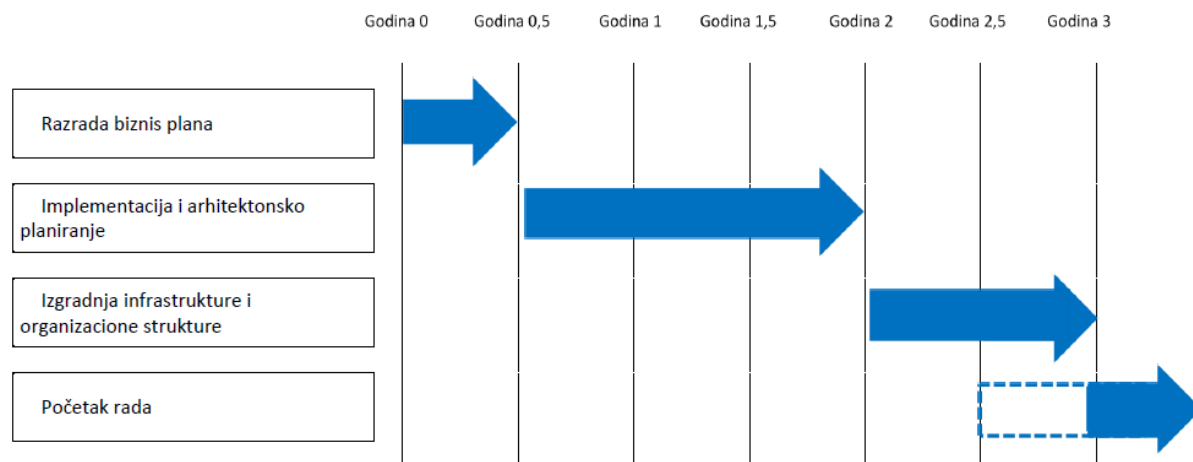 Godina 0 Godina 0,5 Godina 1 Godina 1,5 Godina 2 Godina 2,5 Godina 3
Razrada biznis plana
Implementacija i arhitektonsko
planiranje
Izgradnja infrastrukture i
organizacione strukture
Početak rada